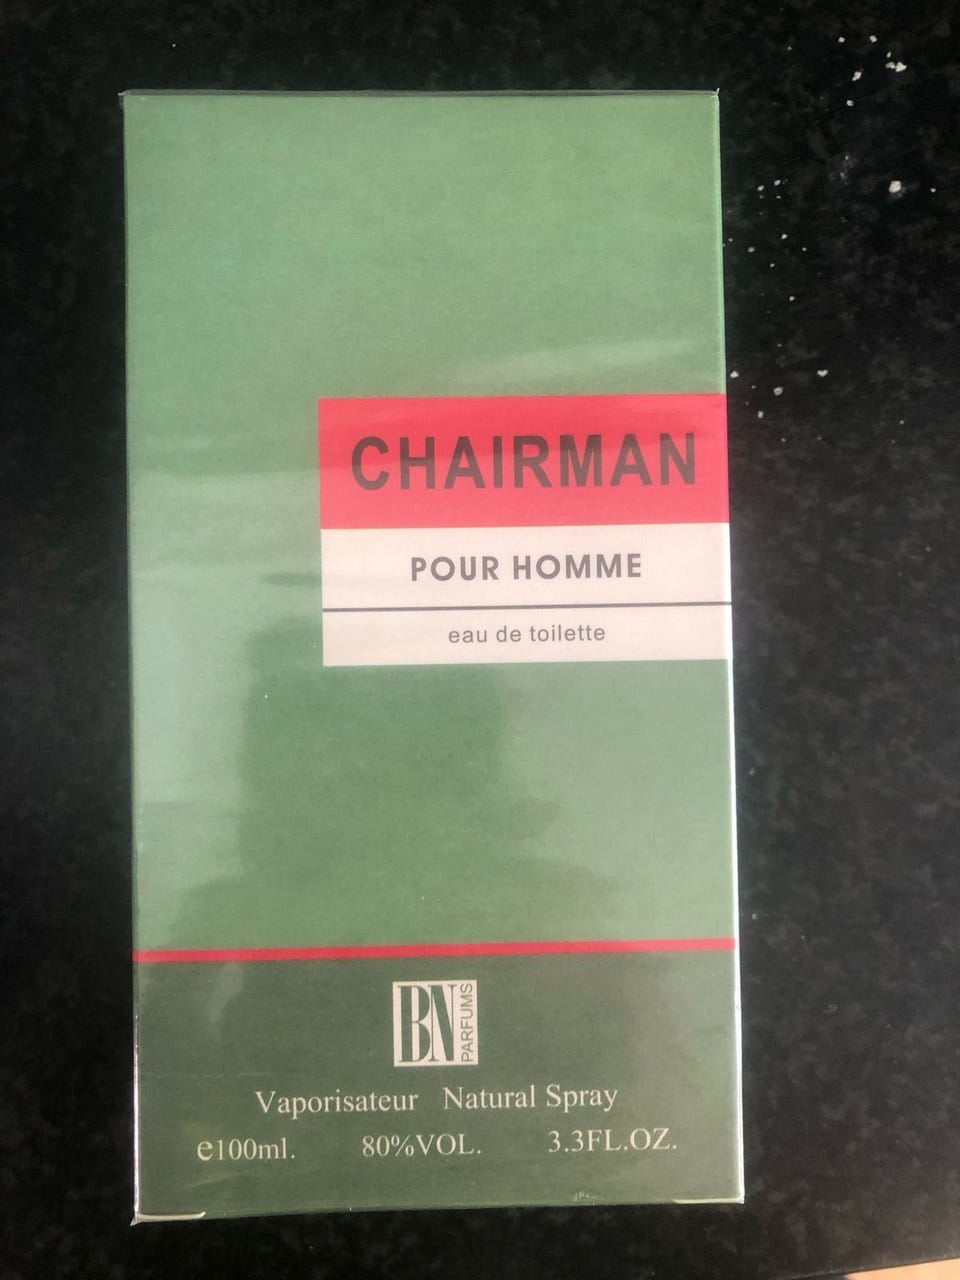 CHAIRMAN
POUR HOMME
eau de toilette
BN
PARFUMS
Vaporisateur Natural Spray
e100ml. 80%VOL. 3.3FL.OZ.